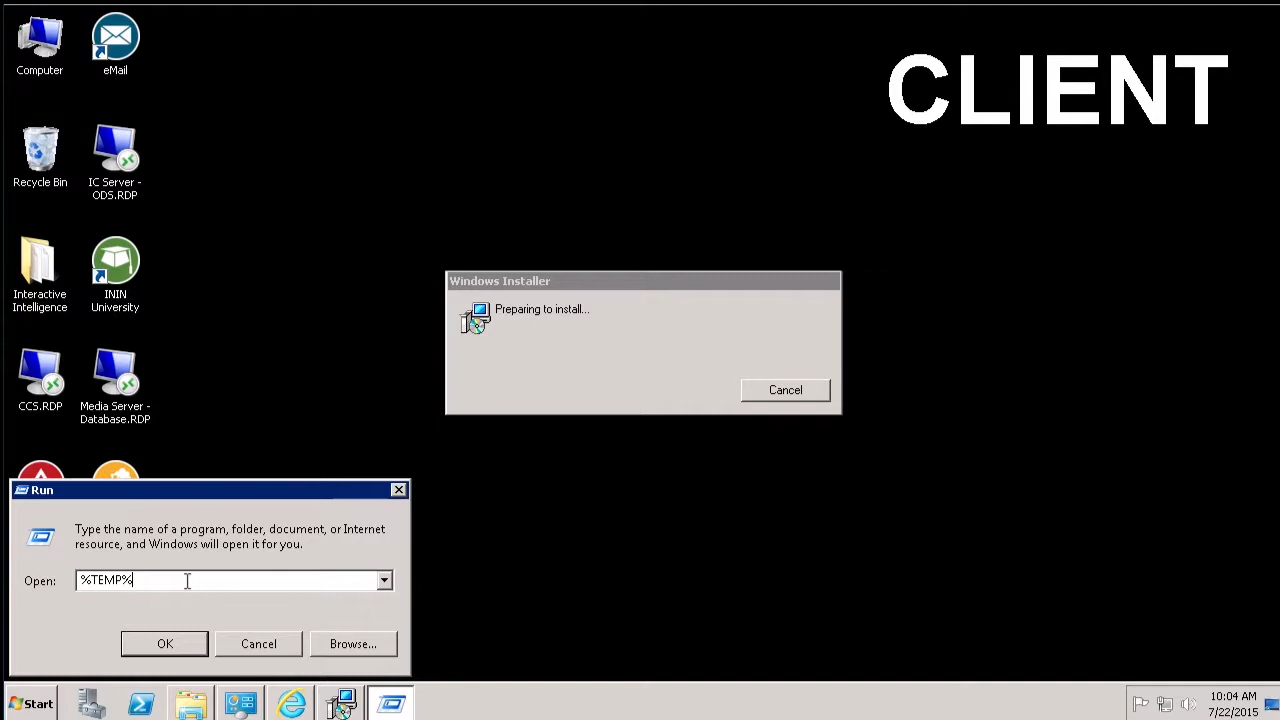 CLIENT
Computer
eMail
Recycle Bin
IC Server -
ODS.RDP
Interactive
Intelligence
ININ
University
CCS.RDP
Media Server -
Database.RDP
Windows Installer
Preparing to install...
Cancel
Run
Type the name of a program, folder, document, or Internet
resource, and Windows will open it for you.
Open:
%TEMP%
OK
Cancel
Browse...
Start
10:04 AM
7/22/2015